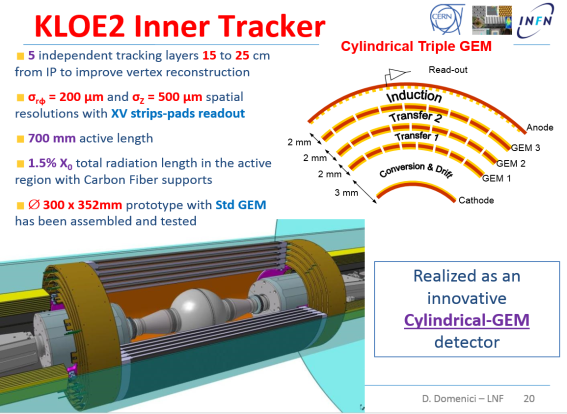 KLOE2 Inner Tracker
CERN
INFN
5 independent tracking layers 15 to 25 cm
from IP to improve vertex reconstruction
σrϕ = 200 µm and σz = 500 µm spatial
resolutions with XV strips-pads readout
700 mm active length
1.5% X0 total radiation length in the active
region with Carbon Fiber supports
Ø 300 x 352mm prototype with Std GEM
has been assembled and tested
Cylindrical Triple GEM
Read-out
Induction
Transfer 2
Transfer 1
Conversion & Drift
Anode
GEM 3
GEM 2
GEM 1
Cathode
2 mm
2 mm
2 mm
3 mm
Realized as an
innovative
Cylindrical-GEM
detector
D. Domenici – LNF 20